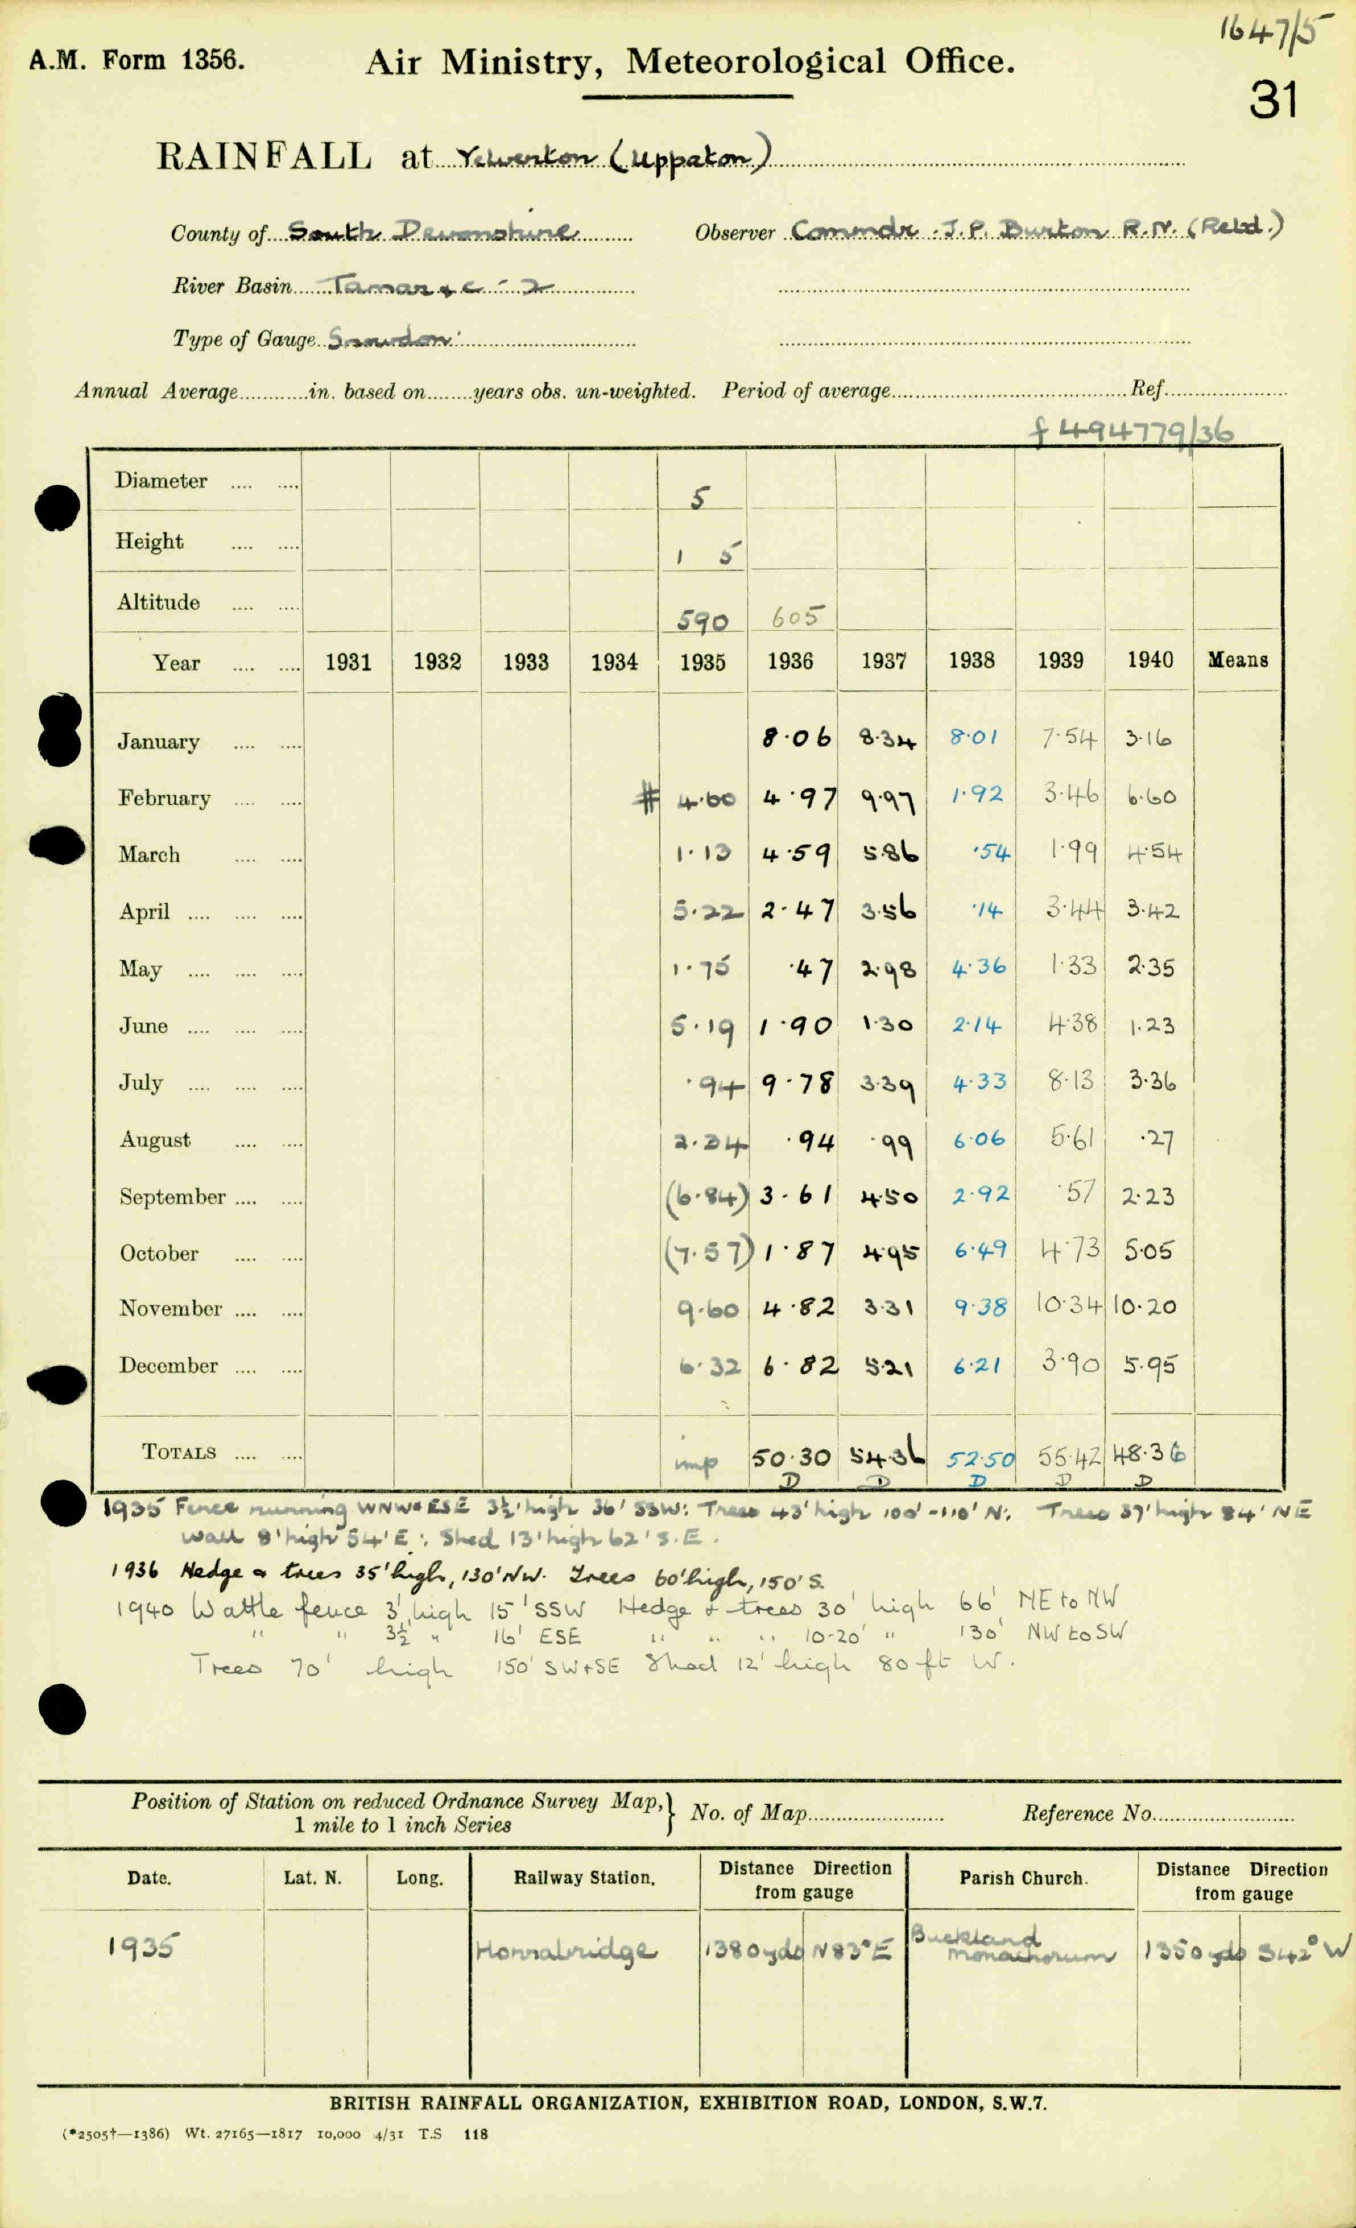 1647/5
A.M. Form 1356. Air Ministry, Meteorological Office.
31
RAINFALL at Yelverton (Uppaton)
County of South Devonshire Observer Commdr. J.P. Burton R.N. (Retd.)
River Basin Tamar &c - 2
Type of Gauge Snowdon
Annual Average in. based on years obs. un-weighted. Period of average Ref.
f 494779/36
Diameter 5
Height 1 5
Altitude 590 605
Year 1931 1932 1933 1934 1935 1936 1937 1938 1939 1940 Means
January 8.06 8.34 8.01 7.54 3.16
February # 4.60 4.97 9.97 1.92 3.46 6.60
March 1.13 4.59 5.86 .54 1.99 4.54
April 5.22 2.47 3.56 .14 3.44 3.42
May 1.75 .47 2.98 4.36 1.33 2.35
June 5.19 1.90 1.30 2.14 4.38 1.23
July .94 9.78 3.39 4.33 8.13 3.36
August 2.34 .94 .99 6.06 5.61 .27
September (6.84) 3.61 4.50 2.92 .57 2.23
October (7.57) 1.87 4.95 6.49 4.73 5.05
November 9.60 4.82 3.31 9.38 10.34 10.20
December 6.32 6.82 5.21 6.21 3.90 5.95
TOTALS imp 50.30 54.36 52.50 55.42 48.36
D D D D D
1935 Fence running WNW & ESE 3½' high 36' SSW: Trees 43' high 100'-110' N: Trees 37' high 84' NE
Wall 8' high 54' E: Shed 13' high 62' S.E.
1936 Hedge & trees 35' high, 130' NW. Trees 60' high, 150' S.
1940 Wattle fence 3' high 15' SSW Hedge & trees 30' high 66' NE to NW
" " 3½' " 16' ESE " " " 10-20' " 130' NW to SW
Trees 70' high 150' SW & SE Shed 12' high 80 ft W.
Position of Station on reduced Ordnance Survey Map, } No. of Map Reference No.
1 mile to 1 inch Series
Date. Lat. N. Long. Railway Station. Distance Direction from gauge Parish Church. Distance Direction from gauge
1935 Horrabridge 1380 yds N 83° E Buckland Monachorum 1350 yds S 42° W
BRITISH RAINFALL ORGANIZATION, EXHIBITION ROAD, LONDON, S.W.7.
(*2505†—1386) Wt. 27165—1817 10,000 4/31 T.S 118